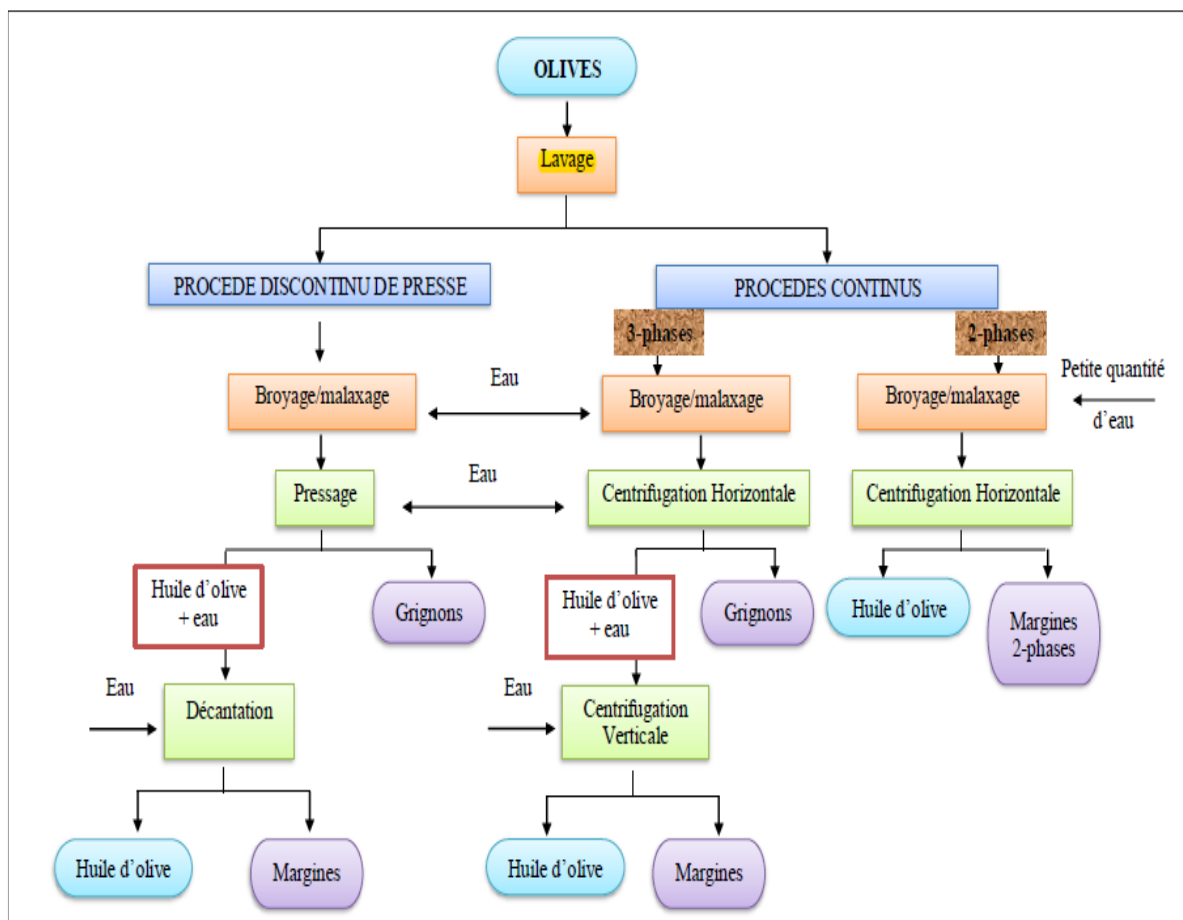 OLIVES
Lavage
PROCEDE DISCONTINU DE PRESSE
PROCEDES CONTINUS
3-phases
2-phases
Broyage/malaxage
Eau
Broyage/malaxage
Broyage/malaxage
Petite quantité
d’eau
Pressage
Eau
Centrifugation Horizontale
Centrifugation Horizontale
Huile d’olive
+ eau
Grignons
Huile d’olive
+ eau
Grignons
Huile d’olive
Margines
2-phases
Eau
Décantation
Eau
Centrifugation
Verticale
Huile d’olive
Margines
Huile d’olive
Margines